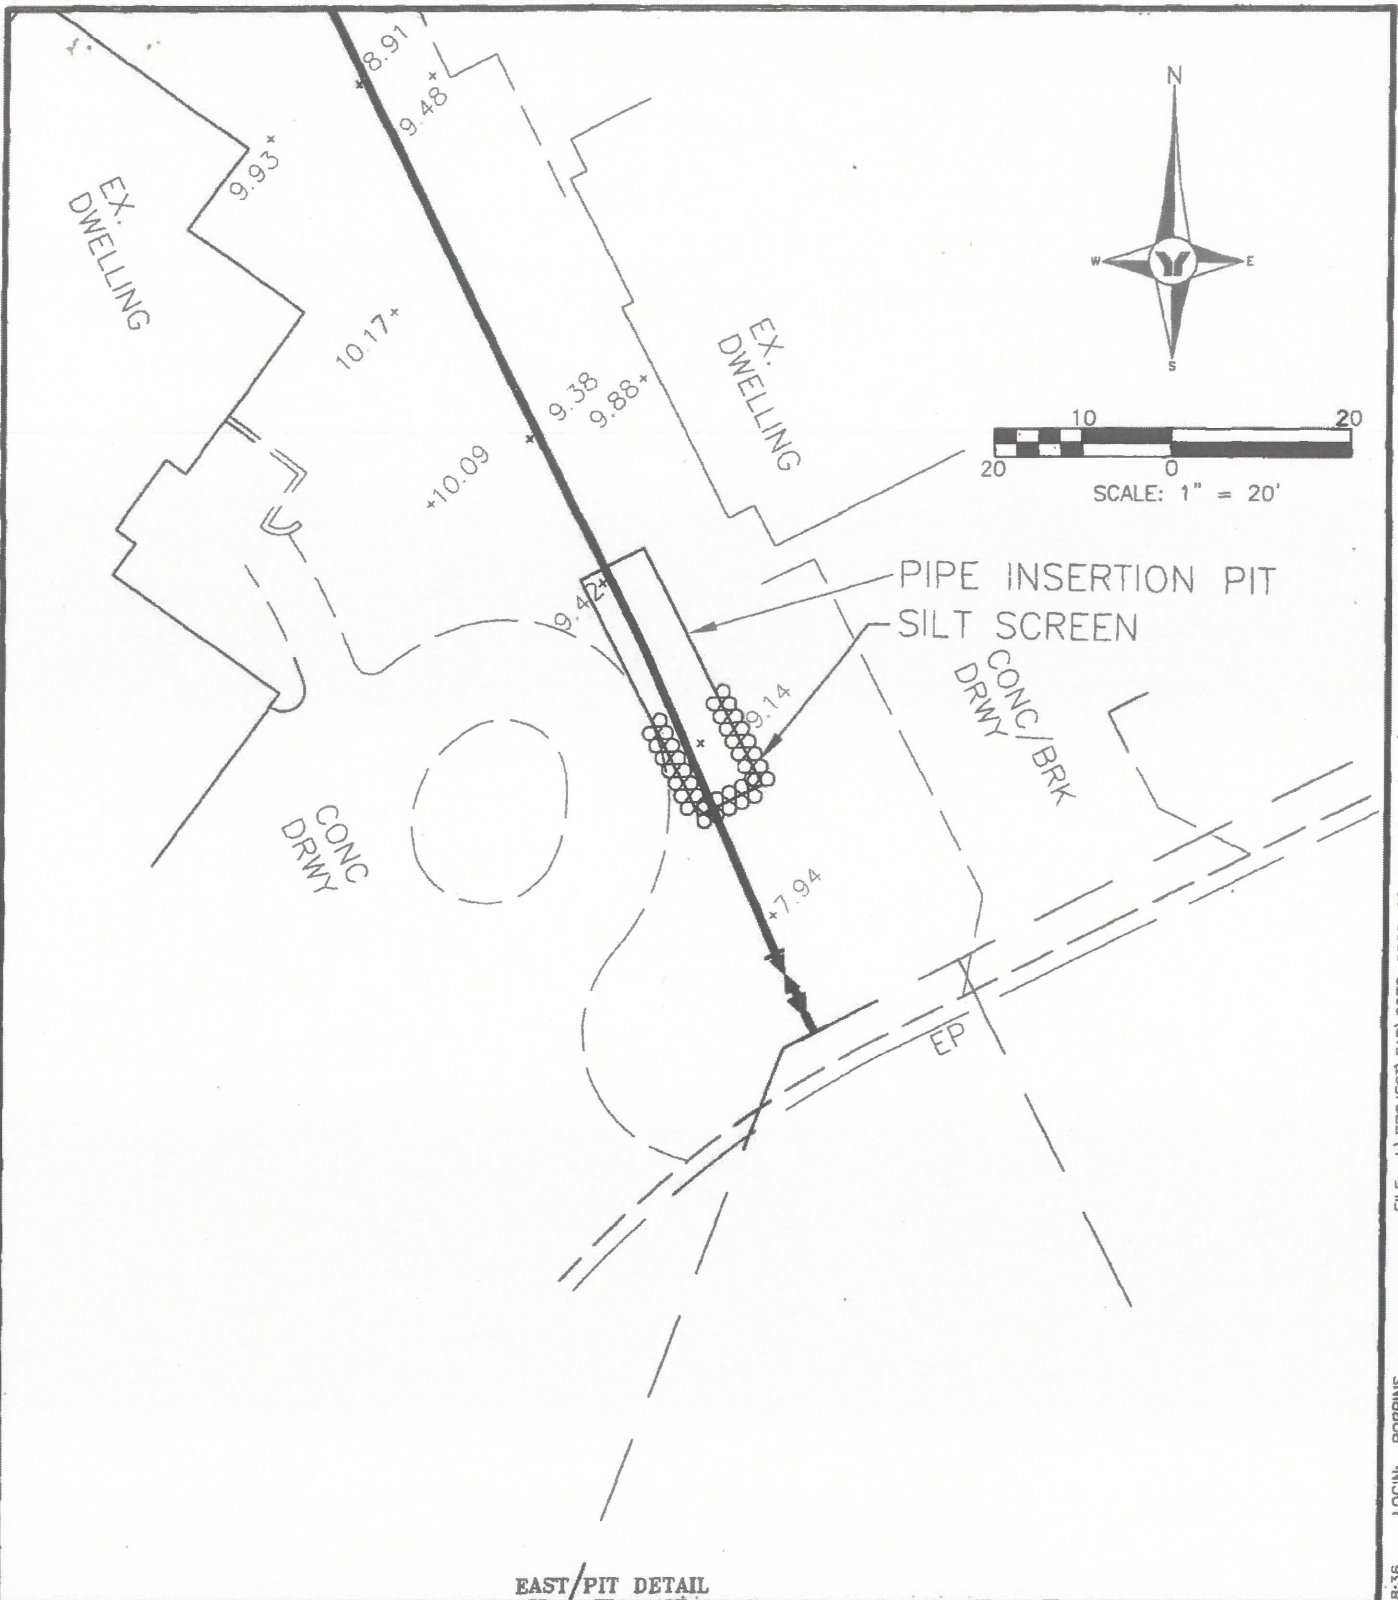 8.91
9.48
9.93
N
EX.
DWELLING
W E
S
10.17
EX.
DWELLING
9.38
9.88
10 20
20 0
SCALE: 1" = 20'
10.09
PIPE INSERTION PIT
9.42
SILT SCREEN
9.14
CONC/BRK
DRWY
CONC
DRWY
7.94
EP
EAST/PIT DETAIL